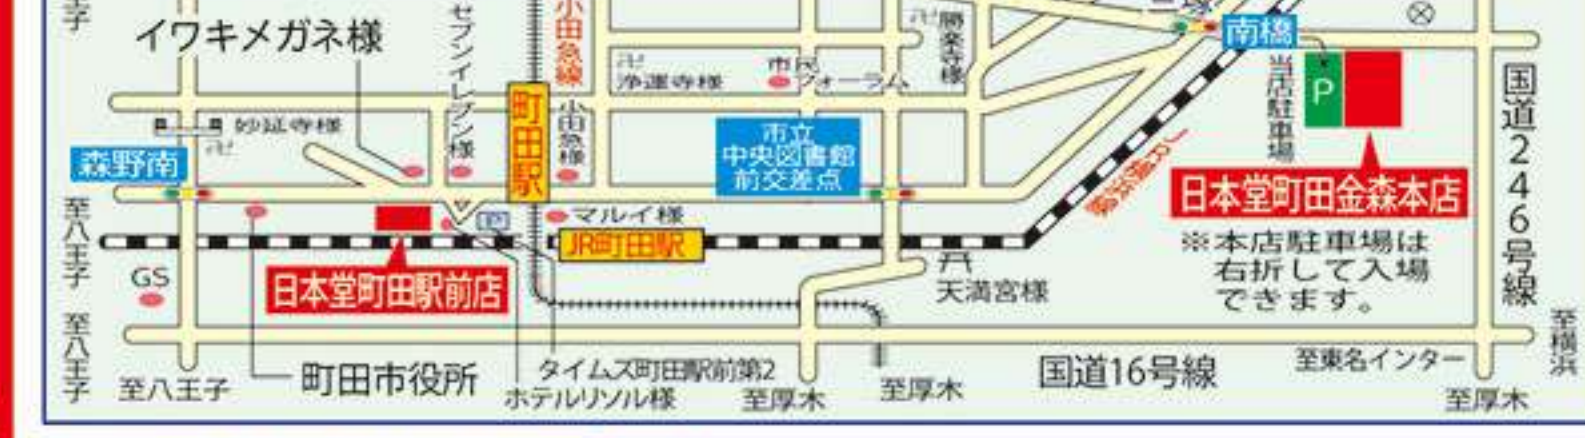 イワキメガネ様
セブンイレブン様
小田急線
勝楽寺様
南橋
市民
フォーラム
浄運寺様
町田駅
小田急様
当店駐車場
P
国道246号線
妙延寺様
市立
中央図書館
前交差点
森野南
日本堂町田金森本店
マルイ様
P
JR町田駅
至八王子
※本店駐車場は
右折して入場
できます。
GS
日本堂町田駅前店
天満宮様
JR横浜線
至八王子
至横浜
町田市役所
タイムズ町田駅前第2
ホテルリソル様
国道16号線
至東名インター
至八王子
至厚木
至厚木
至厚木